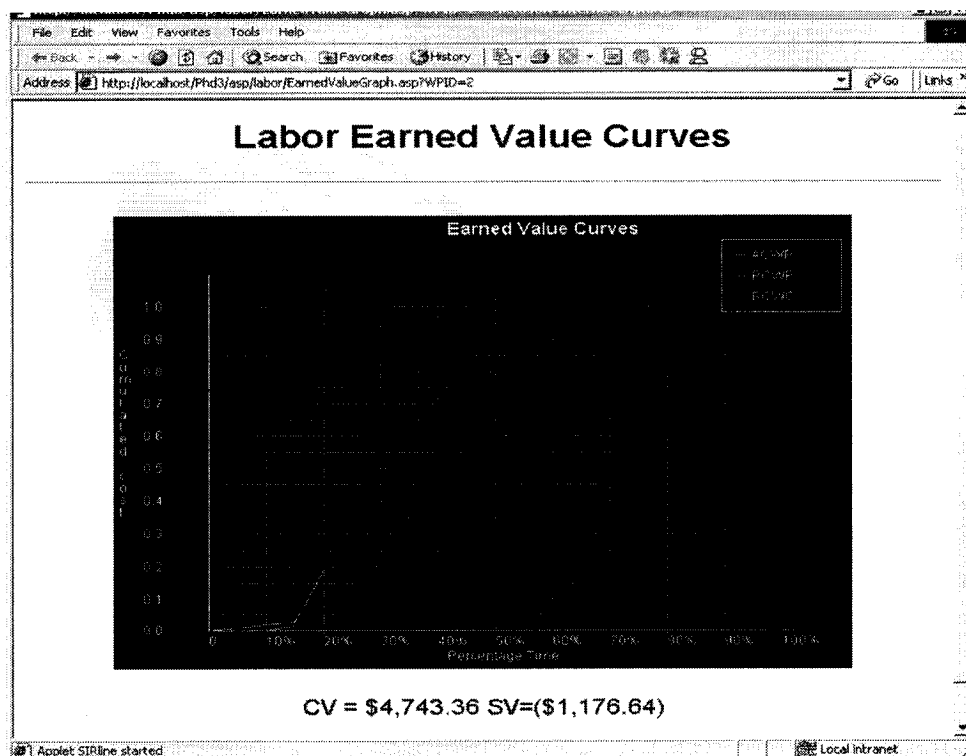 File Edit View Favorites Tools Help
Back Search Favorites History
Address http://localhost/Phd3/asp/labor/EarnedValueGraph.asp?WPID=2 Go Links
Labor Earned Value Curves
Earned Value Curves
ACWP
BCWP
BCWS
1.0
0.9
0.8
0.7
0.6
0.5
0.4
0.3
0.2
0.1
0.0
0 10% 20% 30% 40% 50% 60% 70% 80% 90% 100%
Percentage Time
CV = $4,743.36 SV=($1,176.64)
Applet SIRline started Local intranet